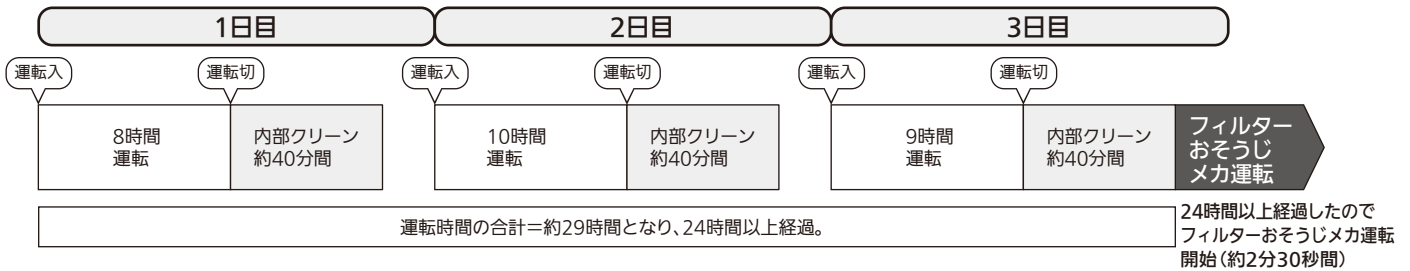 1日目
2日目
3日目
運転入
運転切
運転入
運転切
運転入
運転切
8時間
運転
内部クリーン
約40分間
10時間
運転
内部クリーン
約40分間
9時間
運転
内部クリーン
約40分間
フィルター
おそうじ
メカ運転
運転時間の合計＝約29時間となり、24時間以上経過。
24時間以上経過したので
フィルターおそうじメカ運転
開始（約2分30秒間）